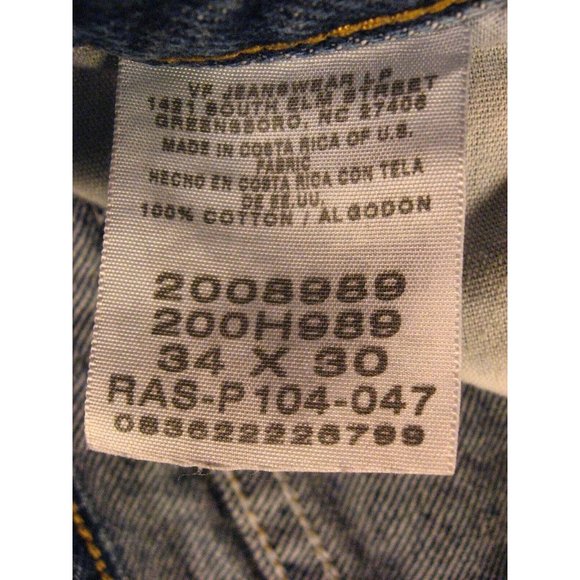 VF JEANSWEAR LP
1421 SOUTH ELM STREET
GREENSBORO, NC 27406
MADE IN COSTA RICA OF U.S.
FABRIC
HECHO EN COSTA RICA CON TELA
DE EE.UU.
100% COTTON / ALGODON
2008989
200H989
34 X 30
RAS-P104-047
083622226799